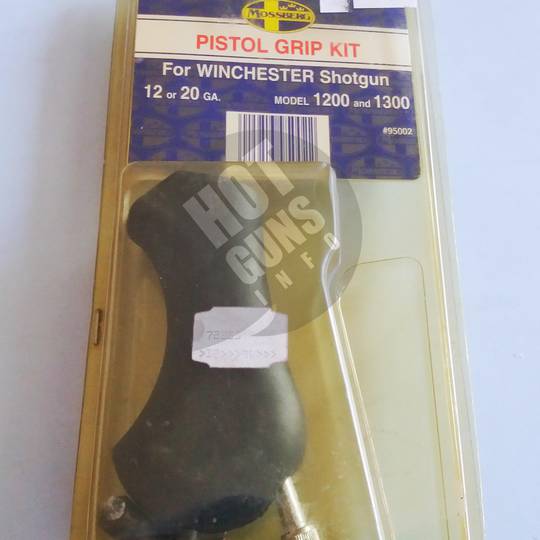 MOSSBERG
PISTOL GRIP KIT
For WINCHESTER Shotgun
12 or 20 GA. MODEL 1200 and 1300
#95002
HOT
GUNS
INFO